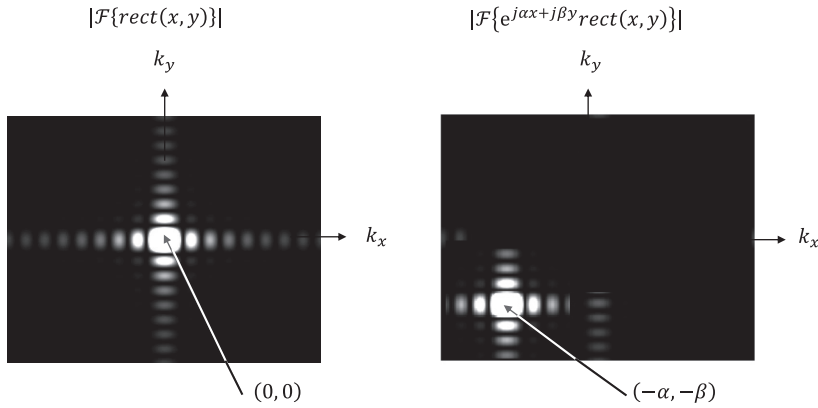 |ℱ{rect(x, y)}|
k_y
k_x
(0, 0)
|ℱ{e^{jαx+jβy}rect(x, y)}|
k_y
k_x
(−α, −β)